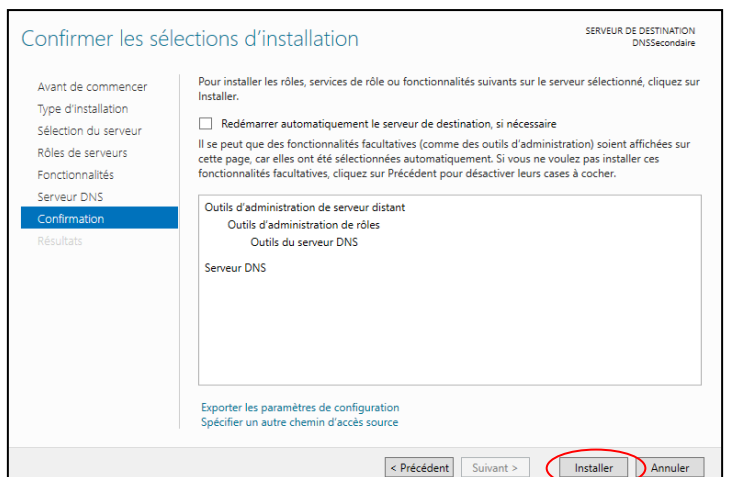 Confirmer les sélections d'installation
SERVEUR DE DESTINATION
DNSSecondaire
Avant de commencer
Type d'installation
Sélection du serveur
Rôles de serveurs
Fonctionnalités
Serveur DNS
Confirmation
Résultats
Pour installer les rôles, services de rôle ou fonctionnalités suivants sur le serveur sélectionné, cliquez sur
Installer.
Redémarrer automatiquement le serveur de destination, si nécessaire
Il se peut que des fonctionnalités facultatives (comme des outils d'administration) soient affichées sur
cette page, car elles ont été sélectionnées automatiquement. Si vous ne voulez pas installer ces
fonctionnalités facultatives, cliquez sur Précédent pour désactiver leurs cases à cocher.
Outils d'administration de serveur distant
Outils d'administration de rôles
Outils du serveur DNS
Serveur DNS
Exporter les paramètres de configuration
Spécifier un autre chemin d'accès source
< Précédent Suivant > Installer Annuler